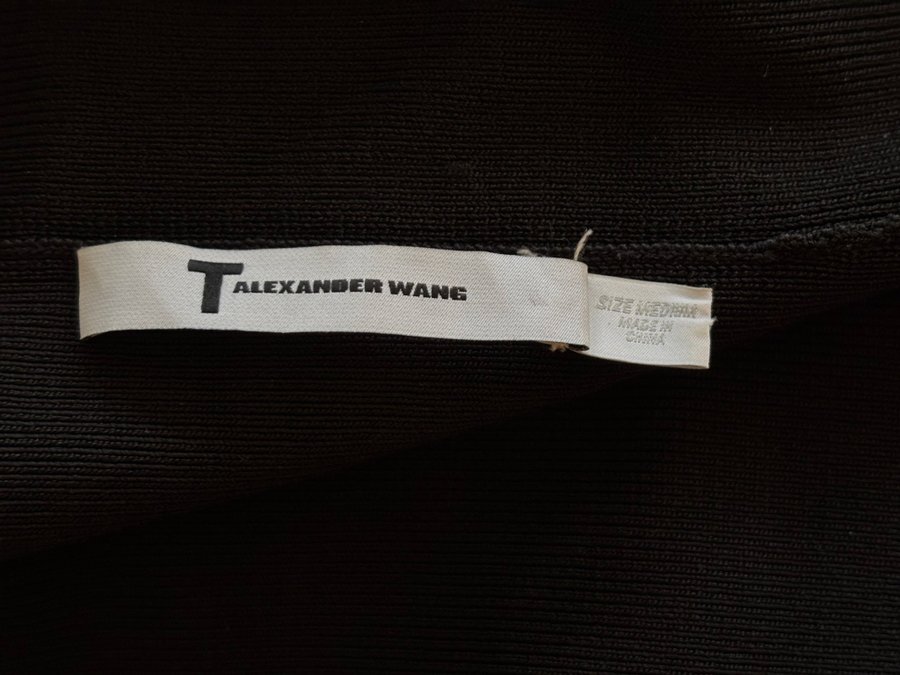 T ALEXANDER WANG
SIZE MEDIUM
MADE IN
CHINA